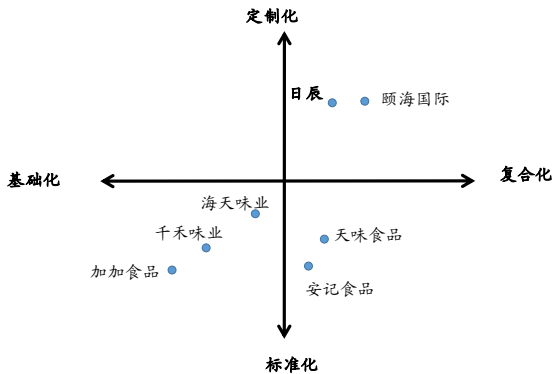 定制化
日辰
颐海国际
基础化
复合化
海天味业
千禾味业
天味食品
加加食品
安记食品
标准化